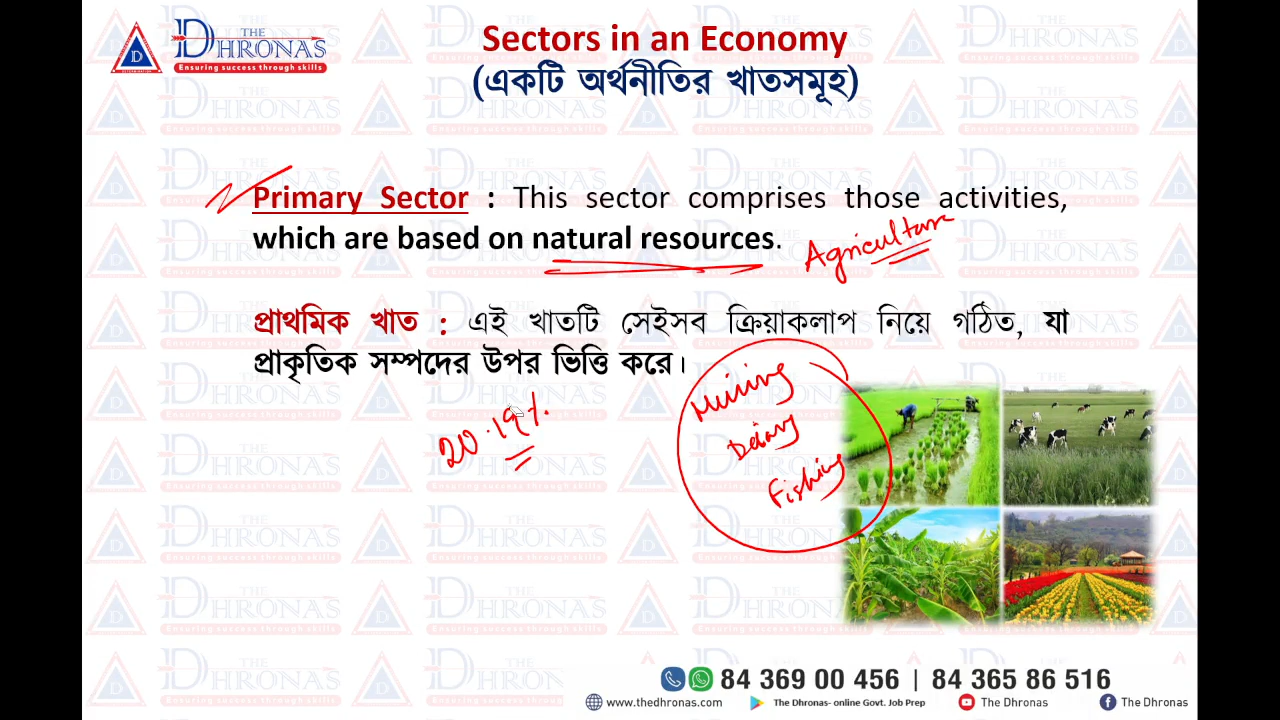 THE
DHRONAS
Ensuring success through skills
Sectors in an Economy
(একটি অর্থনীতির খাতসমূহ)
Primary Sector : This sector comprises those activities,
which are based on natural resources.
Agriculture
প্রাথমিক খাত : এই খাতটি সেইসব ক্রিয়াকলাপ নিয়ে গঠিত, যা
প্রাকৃতিক সম্পদের উপর ভিত্তি করে।
Mining
20.19%
Fishing
84 369 00 456 | 84 365 86 516
www.thedhronas.com The Dhronas- online Govt. Job Prep The Dhronas The Dhronas